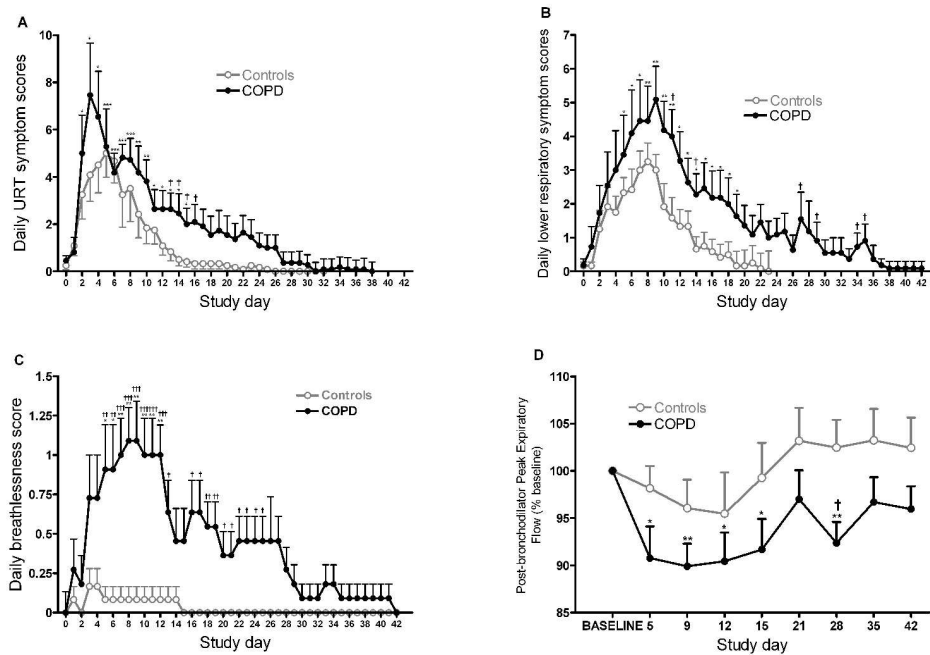 A
Daily URT symptom scores
10
8
6
4
2
0
Controls
COPD
0 2 4 6 8 10 12 14 16 18 20 22 24 26 28 30 32 34 36 38 38 42
Study day
B
Daily lower respiratory symptom scores
7
6
5
4
3
2
1
0
Controls
COPD
0 2 4 6 8 10 12 14 16 18 20 22 24 26 28 30 32 34 36 38 42
Study day
C
Daily breathlessness score
1.5
1.25
1
0.75
0.5
0.25
0
Controls
COPD
0 2 4 6 8 10 12 14 16 18 20 22 24 26 28 30 32 34 36 38 42
Study day
D
Post-bronchodilator Peak Expiratory
Flow (% baseline)
110
105
100
95
90
85
Controls
COPD
* ** * * † **
BASELINE 5 9 12 15 21 28 35 42
Study day